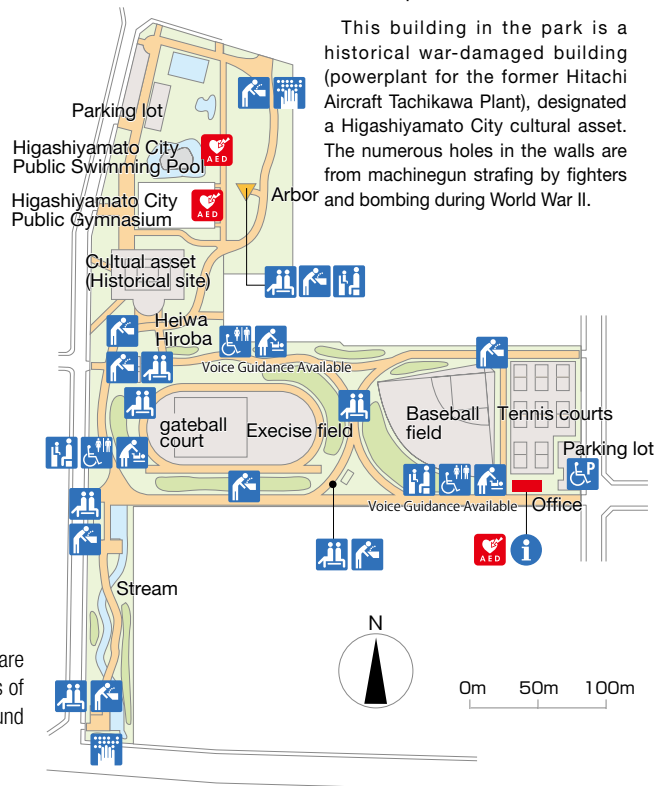 This building in the park is a
historical war-damaged building
(powerplant for the former Hitachi
Aircraft Tachikawa Plant), designated
a Higashiyamato City cultural asset.
The numerous holes in the walls are
from machinegun strafing by fighters
and bombing during World War II.
Parking lot
Higashiyamato City
Public Swimming Pool
AED
Higashiyamato City
Public Gymnasium
AED
Arbor
Cultual asset
(Historical site)
Heiwa
Hiroba
Voice Guidance Available
gateball
court
Execise field
Baseball
field
Tennis courts
Parking lot
P
Voice Guidance Available
Office
AED
i
Stream
are
s of
und
N
0m 50m 100m